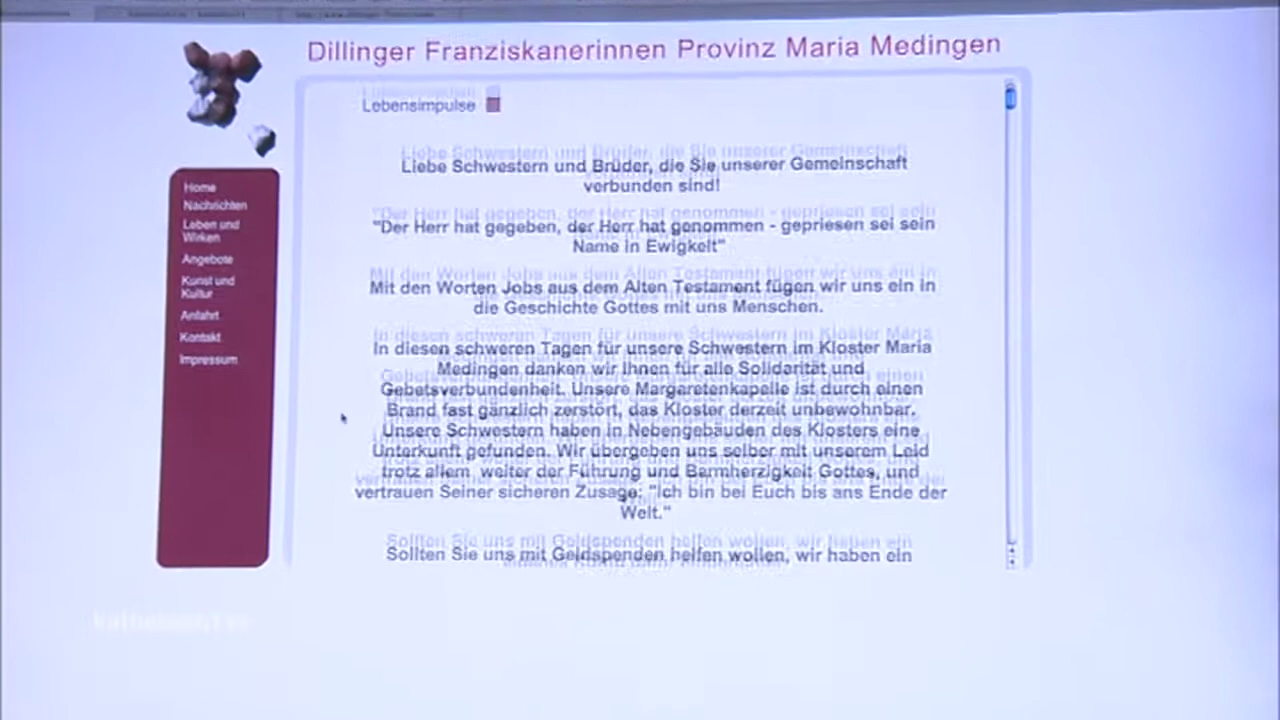 Dillinger Franziskanerinnen Provinz Maria Medingen
Lebensimpulse
Home
Nachrichten
Leben und
Wirken
Angebote
Kunst und
Kultur
Anfahrt
Kontakt
Impressum
Liebe Schwestern und Brüder, die Sie unserer Gemeinschaft
verbunden sind!
"Der Herr hat gegeben, der Herr hat genommen - gepriesen sei sein
Name in Ewigkeit"
Mit den Worten Jobs aus dem Alten Testament fügen wir uns ein in
die Geschichte Gottes mit uns Menschen.
In diesen schweren Tagen für unsere Schwestern im Kloster Maria
Medingen danken wir Ihnen für alle Solidarität und
Gebetsverbundenheit. Unsere Margaretenkapelle ist durch einen
Brand fast gänzlich zerstört, das Kloster derzeit unbewohnbar.
Unsere Schwestern haben in Nebengebäuden des Klosters eine
Unterkunft gefunden. Wir übergeben uns selber mit unserem Leid
trotz allem weiter der Führung und Barmherzigkeit Gottes, und
vertrauen Seiner sicheren Zusage: "Ich bin bei Euch bis ans Ende der
Welt."
Sollten Sie uns mit Geldspenden helfen wollen, wir haben ein